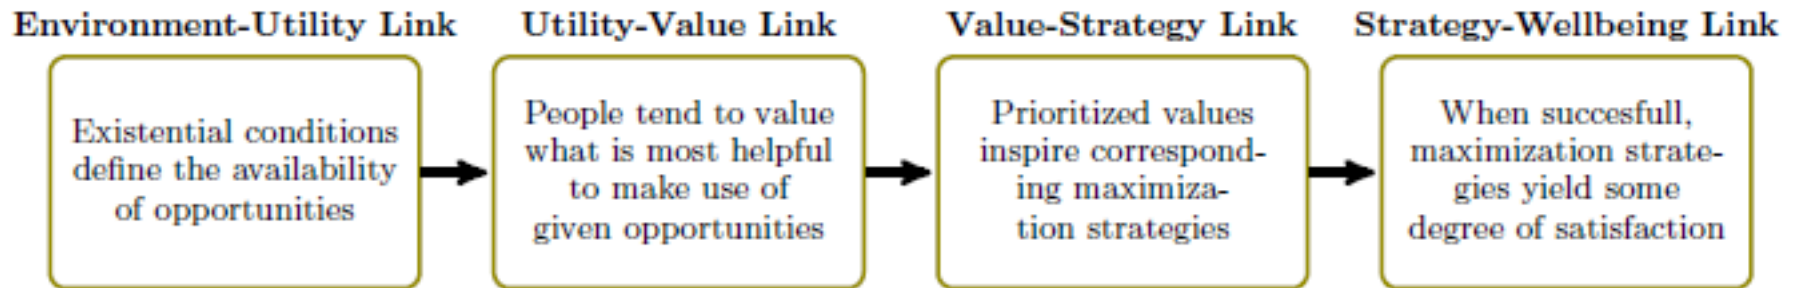 Environment-Utility Link
Existential conditions
define the availability
of opportunities
Utility-Value Link
People tend to value
what is most helpful
to make use of
given opportunities
Value-Strategy Link
Prioritized values
inspire correspond-
ing maximiza-
tion strategies
Strategy-Wellbeing Link
When succesfull,
maximization strate-
gies yield some
degree of satisfaction